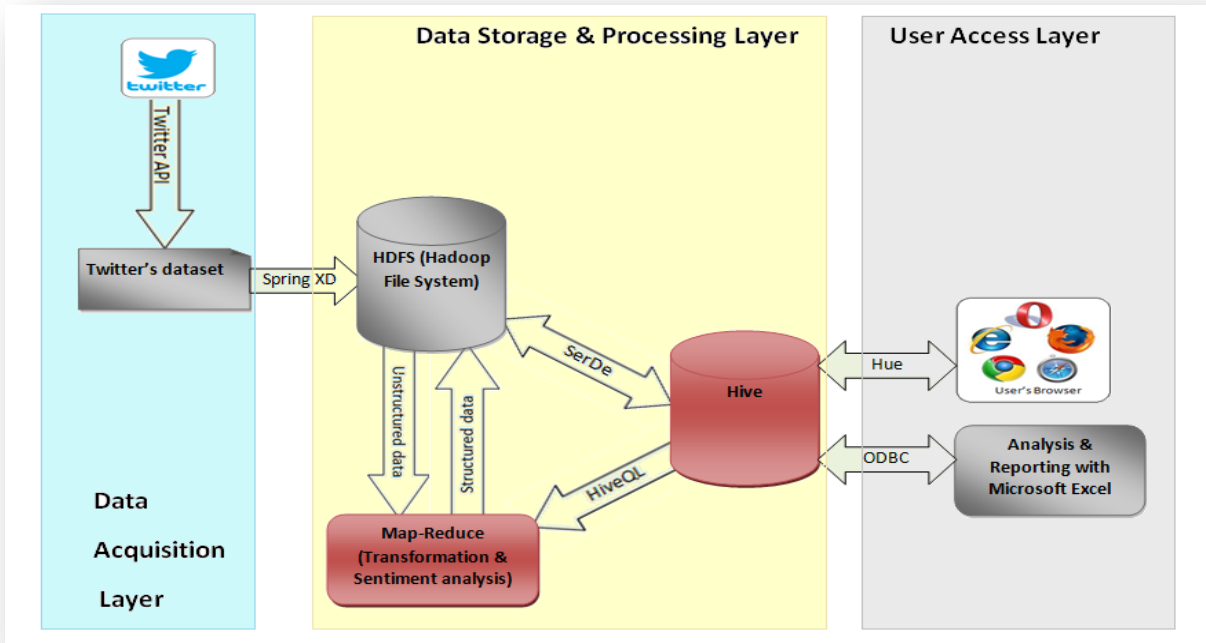 Data Storage & Processing Layer
User Access Layer
twitter
Twitter API
Twitter's dataset
Spring XD
HDFS (Hadoop
File System)
SerDe
Unstructured data
Structured data
Hive
HiveQL
Hue
User's Browser
ODBC
Analysis &
Reporting with
Microsoft Excel
Map-Reduce
(Transformation &
Sentiment analysis)
Data
Acquisition
Layer